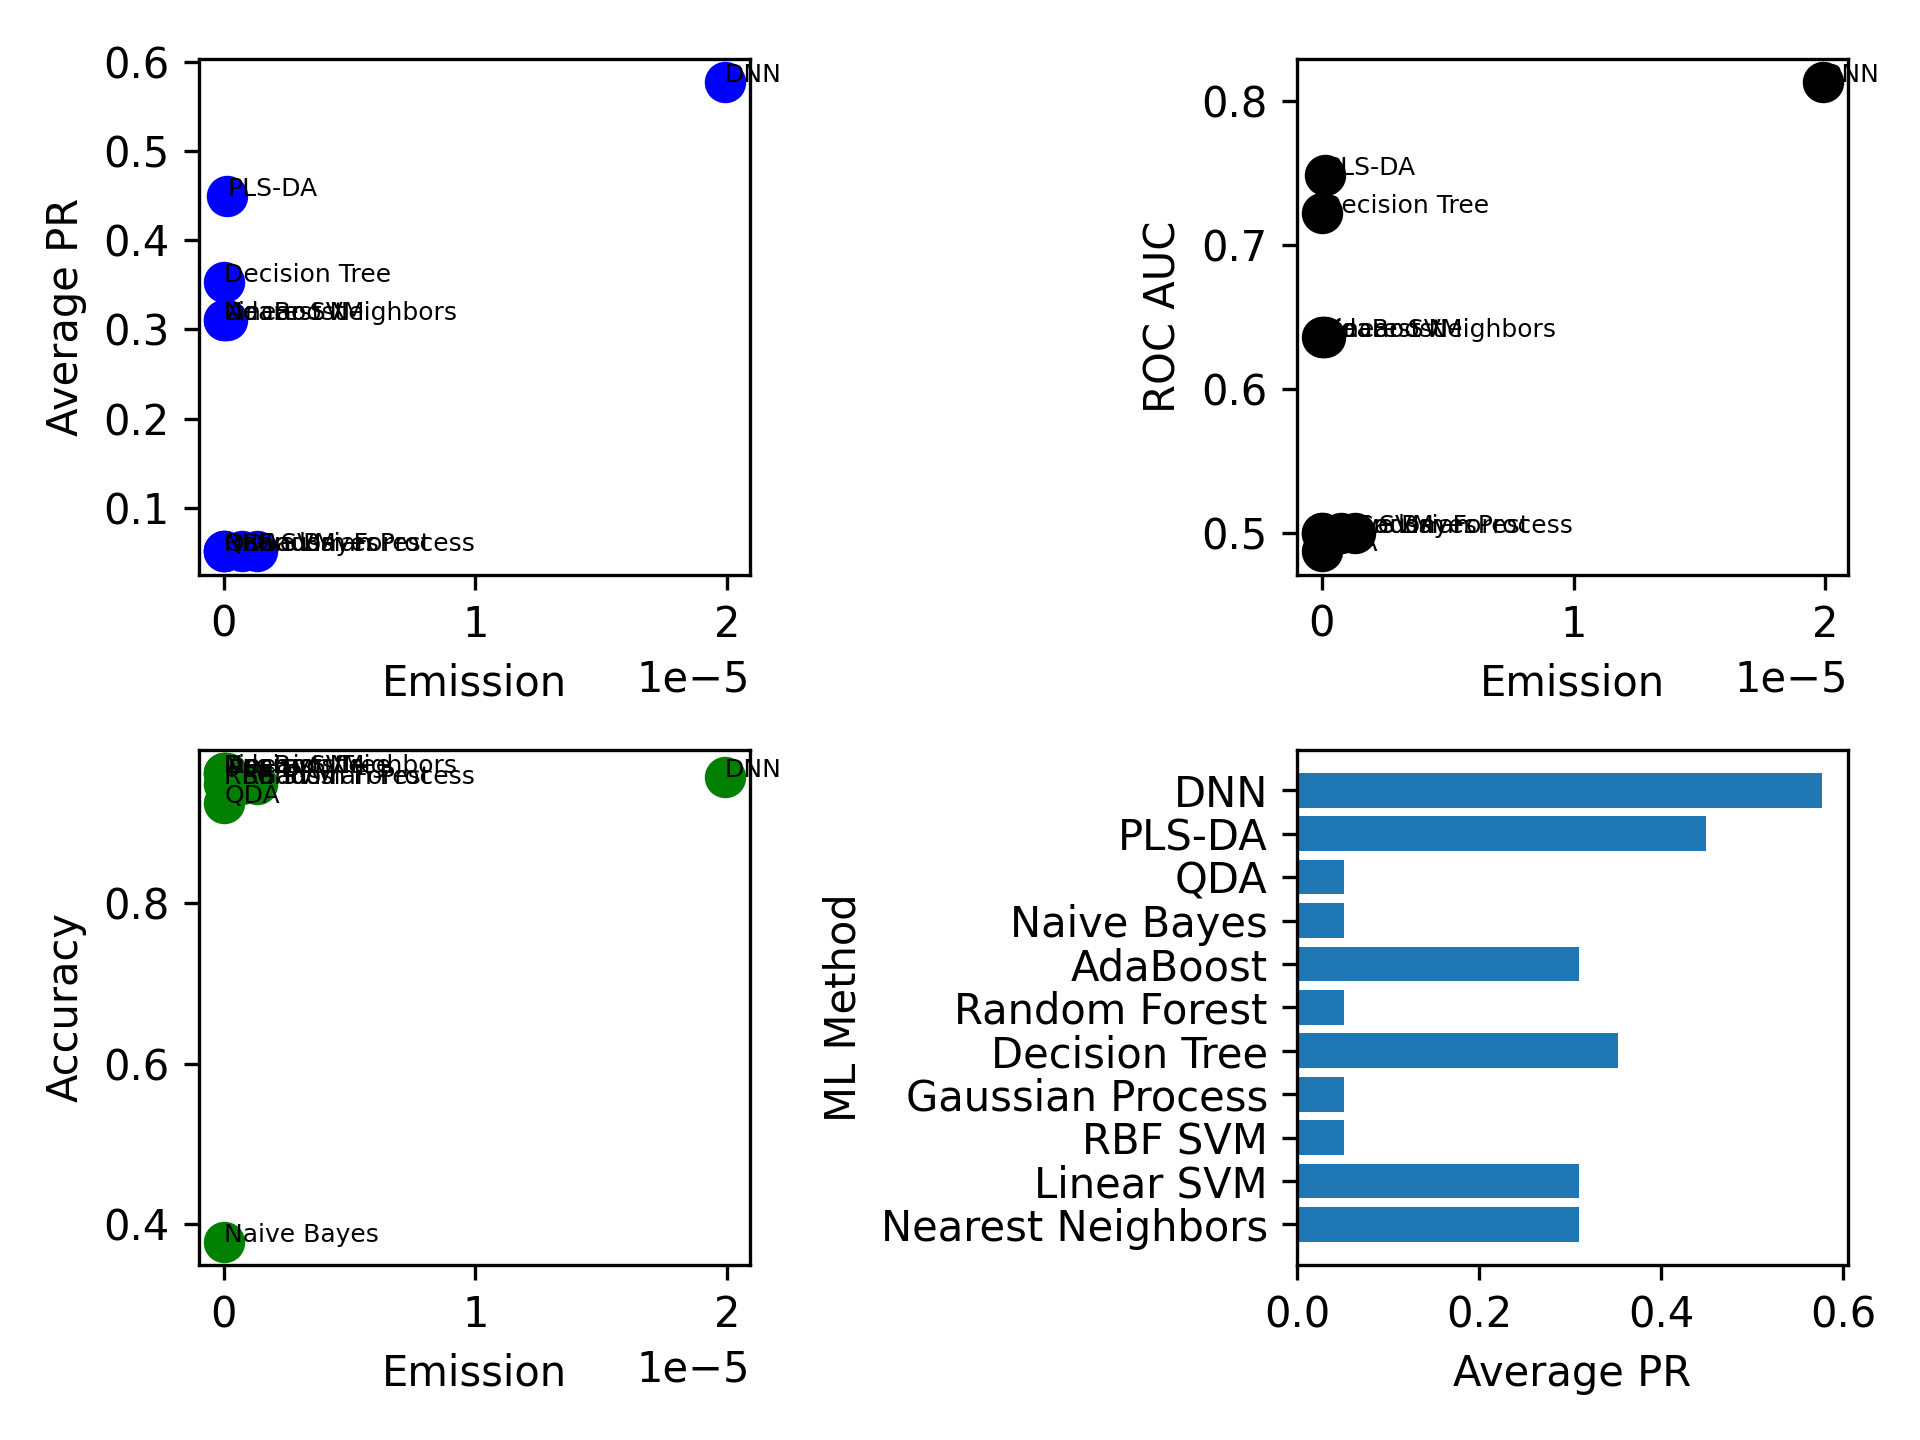 0.6
0.5
0.4
0.3
0.2
0.1
Average PR
DNN
PLS-DA
Decision Tree
0
1
2
Emission
1e−5
0.8
0.7
0.6
0.5
ROC AUC
PLS-DA
Decision Tree
0
1
2
Emission
1e−5
0.8
0.6
0.4
Accuracy
DNN
QDA
Naive Bayes
0
1
2
Emission
1e−5
ML Method
DNN
PLS-DA
QDA
Naive Bayes
AdaBoost
Random Forest
Decision Tree
Gaussian Process
RBF SVM
Linear SVM
Nearest Neighbors
0.0
0.2
0.4
0.6
Average PR